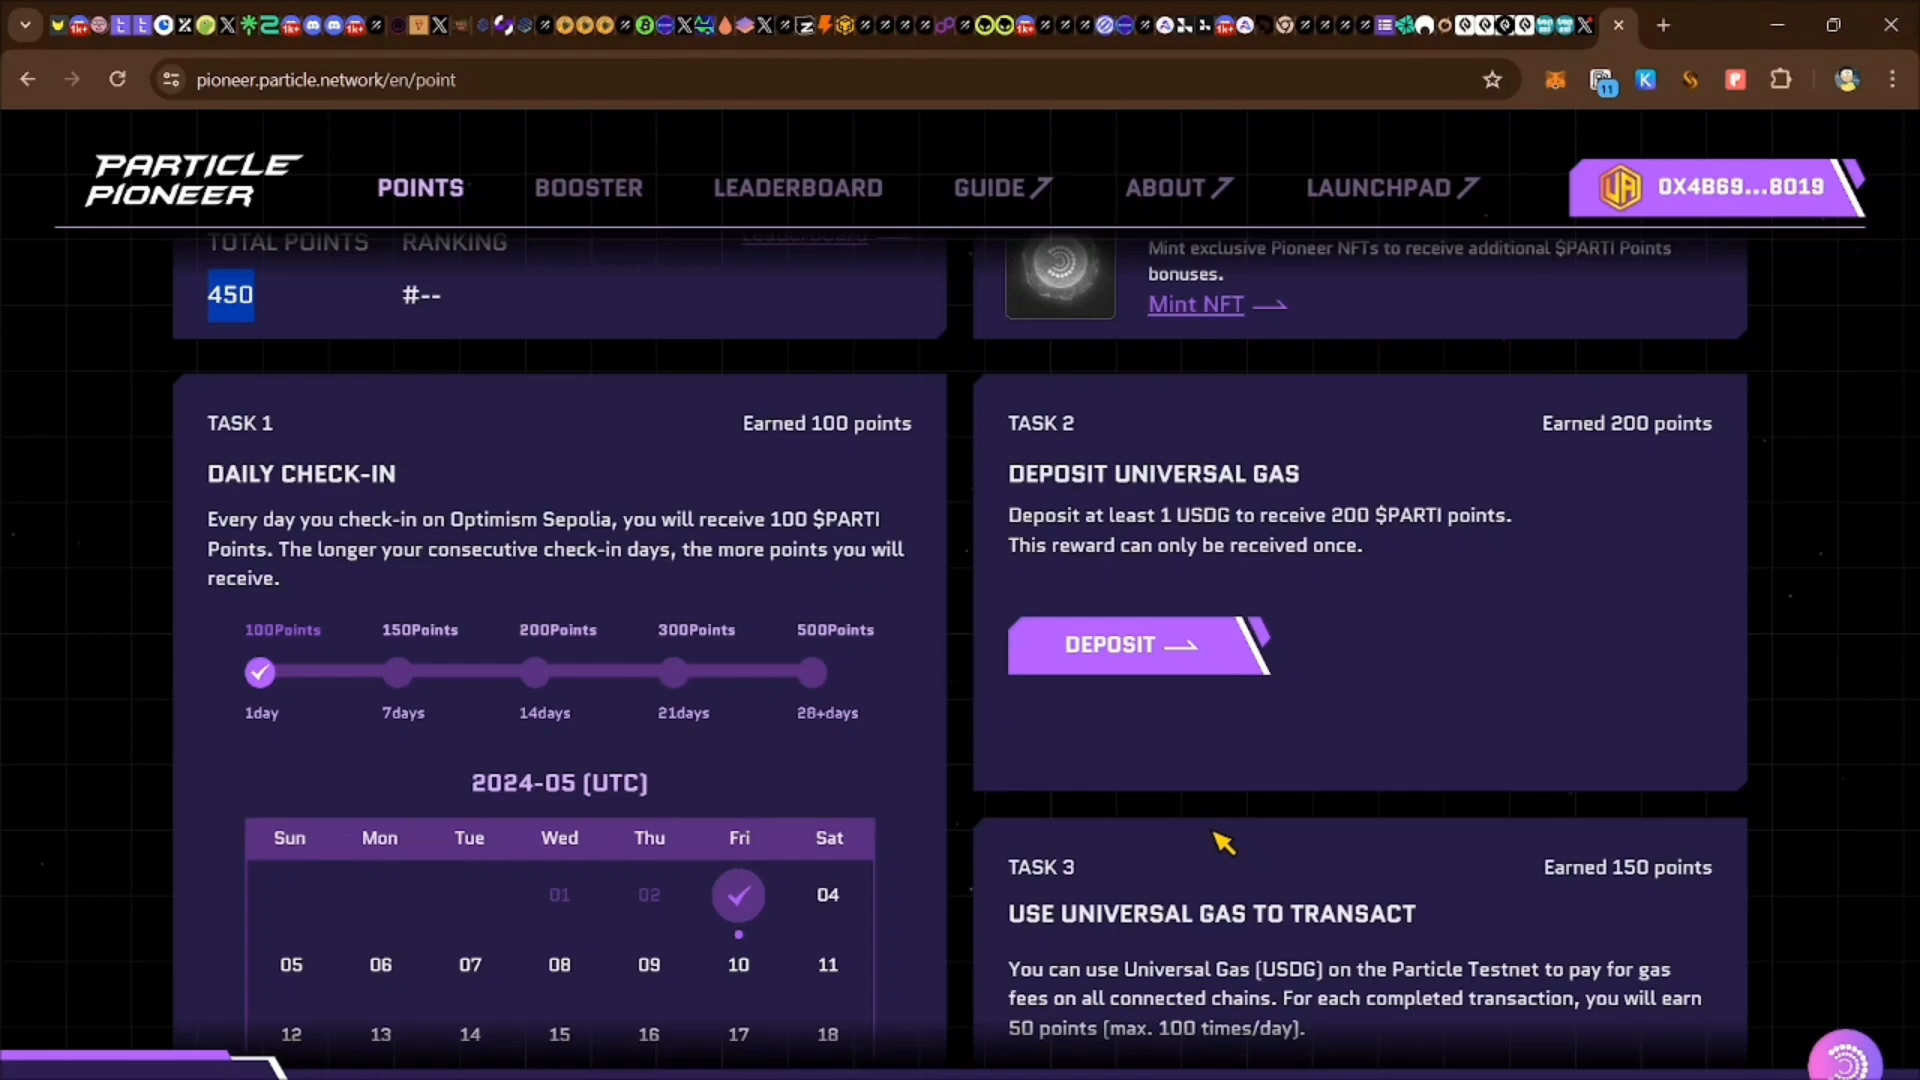 pioneer.particle.network/en/point
11
PARTICLE
PIONEER
POINTS
BOOSTER
LEADERBOARD
GUIDE
ABOUT
LAUNCHPAD
0X4B69...8019
TOTAL POINTS
RANKING
Leaderboard
450
#--
Mint exclusive Pioneer NFTs to receive additional $PARTI Points
bonuses.
Mint NFT
TASK 1
Earned 100 points
DAILY CHECK-IN
Every day you check-in on Optimism Sepolia, you will receive 100 $PARTI
Points. The longer your consecutive check-in days, the more points you will
receive.
100Points 150Points 200Points 300Points 500Points
1day 7days 14days 21days 28+days
2024-05 (UTC)
Sun Mon Tue Wed Thu Fri Sat
01 02 04
05 06 07 08 09 10 11
12 13 14 15 16 17 18
TASK 2
Earned 200 points
DEPOSIT UNIVERSAL GAS
Deposit at least 1 USDG to receive 200 $PARTI points.
This reward can only be received once.
DEPOSIT
TASK 3
Earned 150 points
USE UNIVERSAL GAS TO TRANSACT
You can use Universal Gas (USDG) on the Particle Testnet to pay for gas
fees on all connected chains. For each completed transaction, you will earn
50 points (max. 100 times/day).